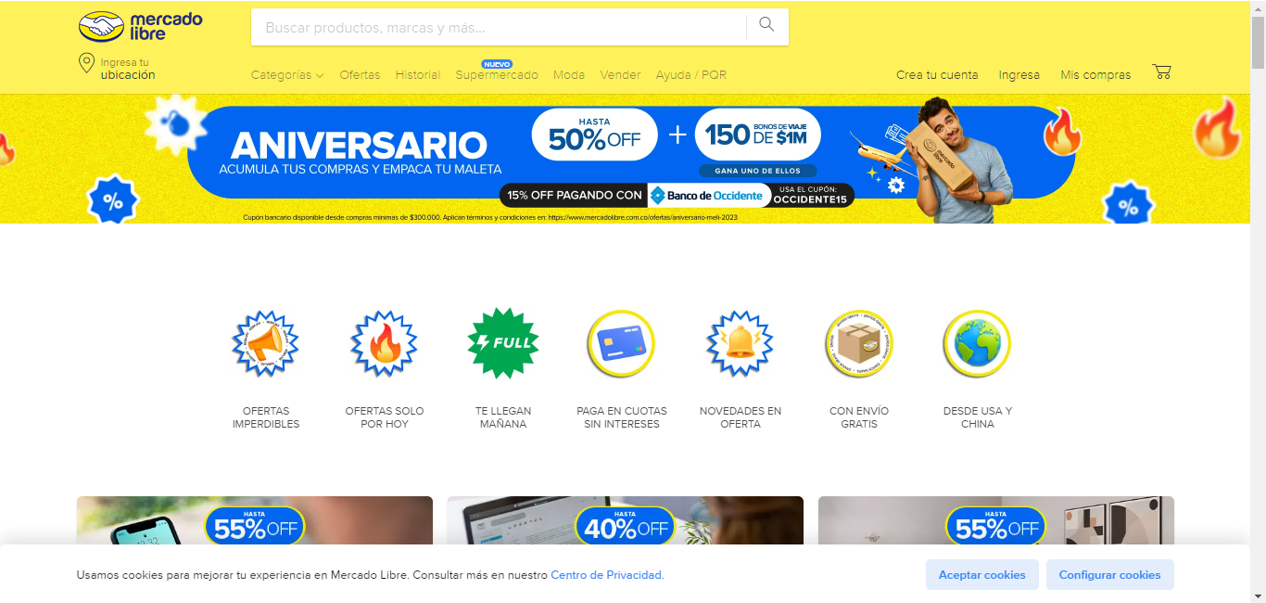 mercado
libre
Buscar productos, marcas y más...
Ingresa tu
ubicación
NUEVO
Categorías Ofertas Historial Supermercado Moda Vender Ayuda / PQR
Crea tu cuenta Ingresa Mis compras
ANIVERSARIO
ACUMULA TUS COMPRAS Y EMPACA TU MALETA
HASTA
50% OFF
+
150 BONOS DE VIAJE
DE $1M
GANA UNO DE ELLOS
15% OFF PAGANDO CON Banco de Occidente USA EL CUPÓN:
OCCIDENTE15
Cupón bancario disponible desde compras mínimas de $300.000. Aplican términos y condiciones en: https://www.mercadolibre.com.co/ofertas/aniversario-meli-2023
mercado
libre
%
%
FULL
OFERTAS
IMPERDIBLES
OFERTAS SOLO
POR HOY
TE LLEGAN
MAÑANA
PAGA EN CUOTAS
SIN INTERESES
NOVEDADES EN
OFERTA
CON ENVÍO
GRATIS
DESDE USA Y
CHINA
HASTA
55% OFF
HASTA
40% OFF
HASTA
55% OFF
Usamos cookies para mejorar tu experiencia en Mercado Libre. Consultar más en nuestro Centro de Privacidad.
Aceptar cookies
Configurar cookies